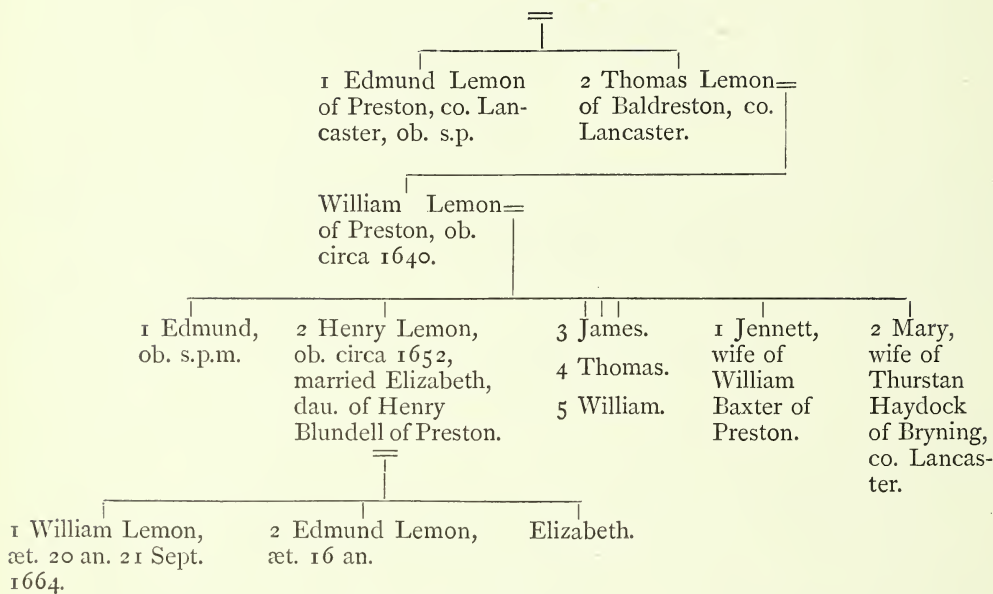 1 Edmund Lemon
of Preston, co. Lan-
caster, ob. s.p.
2 Thomas Lemon
of Baldreston, co.
Lancaster.
William Lemon
of Preston, ob.
circa 1640.
1 Edmund,
ob. s.p.m.
2 Henry Lemon,
ob. circa 1652,
married Elizabeth,
dau. of Henry
Blundell of Preston.
3 James.
4 Thomas.
5 William.
1 Jennett,
wife of
William
Baxter of
Preston.
2 Mary,
wife of
Thurstan
Haydock
of Bryning,
co. Lancas-
ter.
1 William Lemon,
æt. 20 an. 21 Sept.
1664.
2 Edmund Lemon,
æt. 16 an.
Elizabeth.